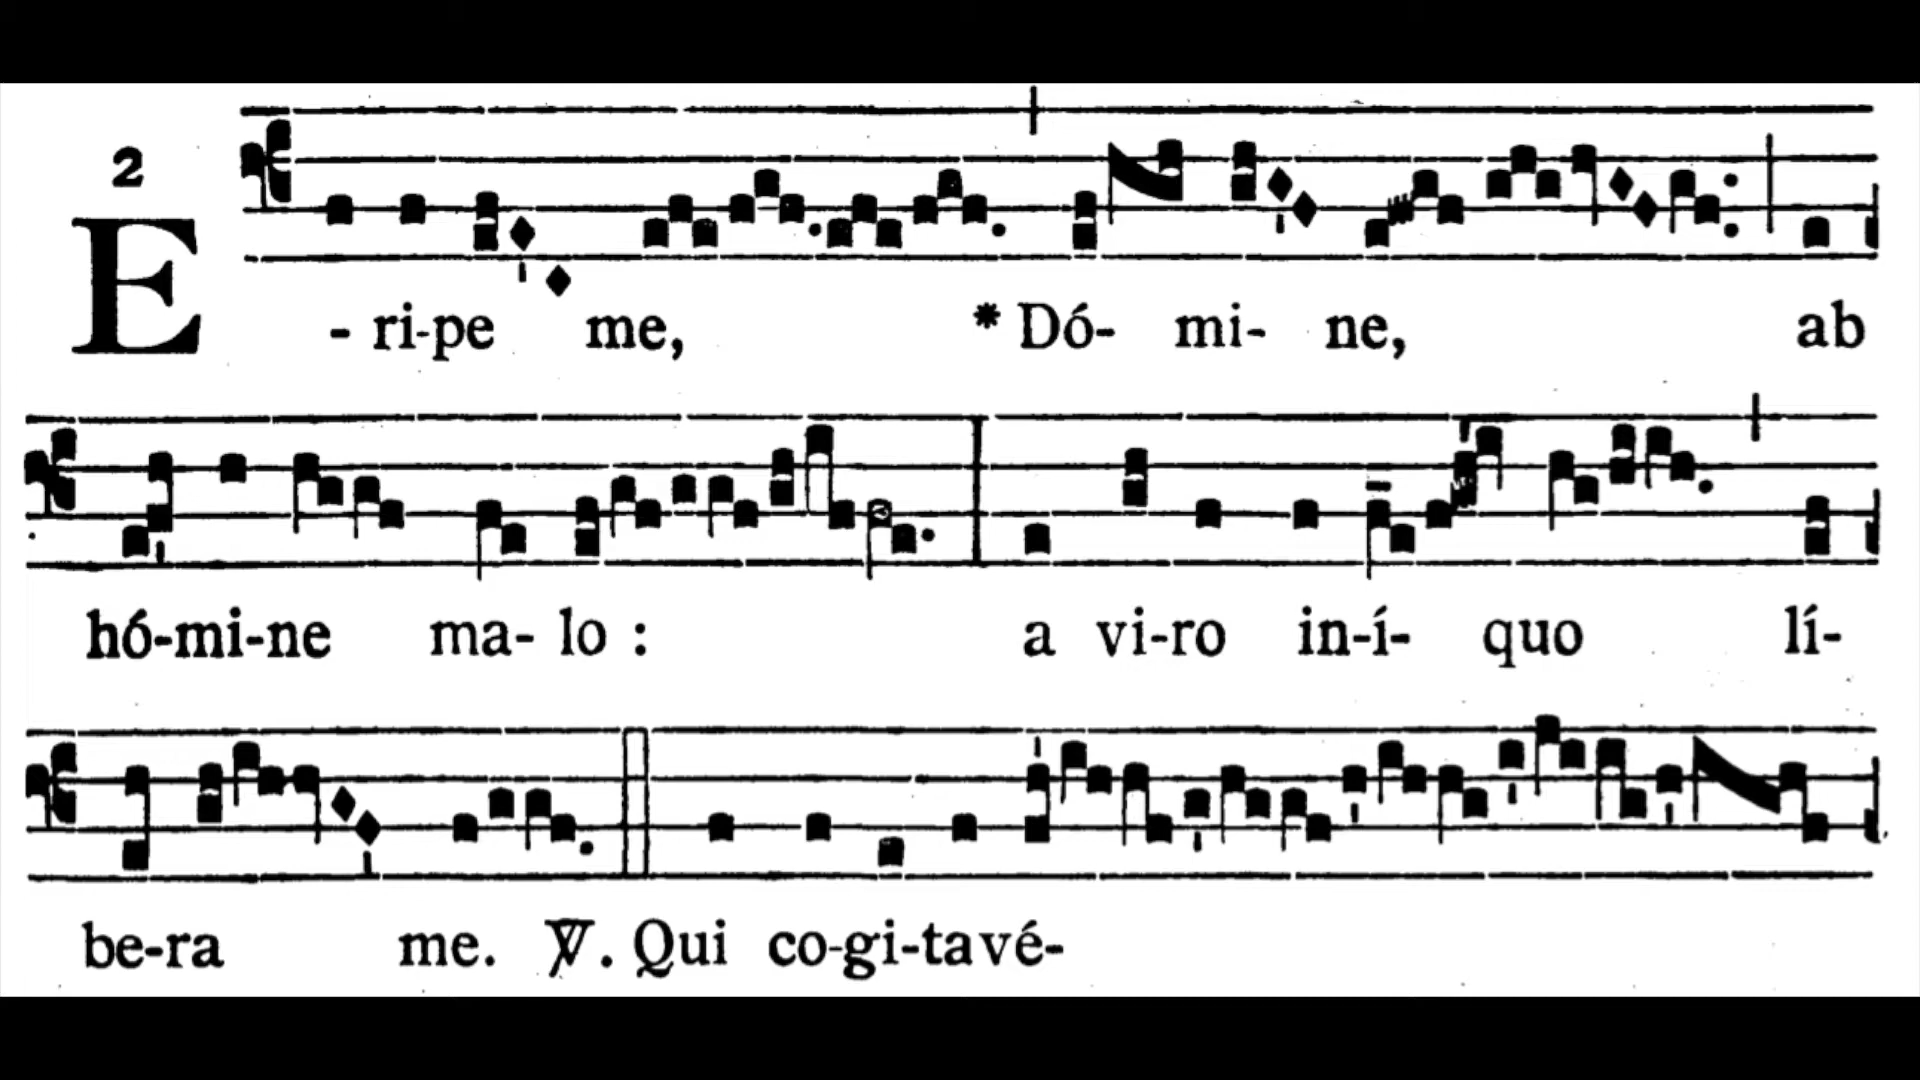 2
E - ri-pe me, * Dó- mi- ne, ab
hó-mi-ne ma- lo : a vi-ro in-í- quo lí-
be-ra me. ℣. Qui co-gi-tavé-